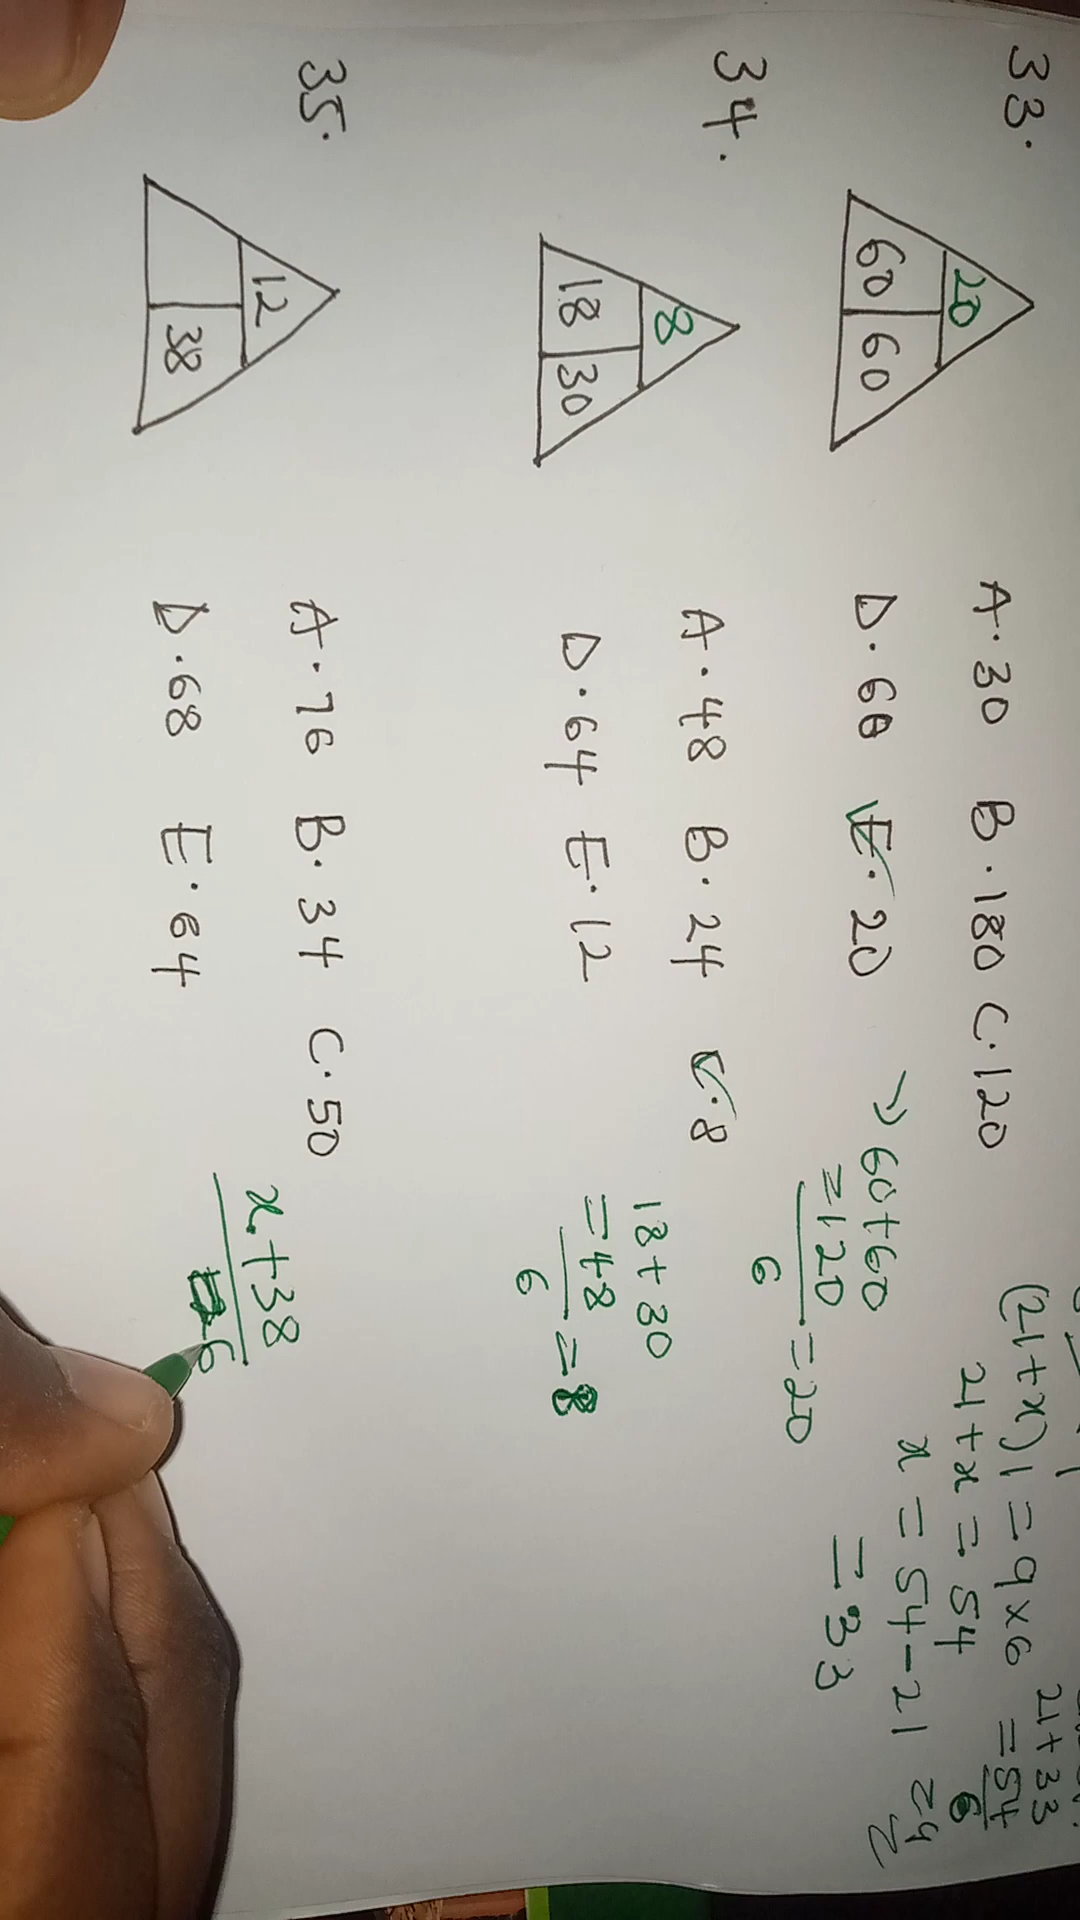 33.
20
60 60
A. 30 B. 180 C. 120
D. 60 E. 20
→ 60+60
=120
6
=20
(21+x)1 = 9×6
21+x = 54
x = 54-21
= 33
21+33
=54
6
=9
34.
8
18 30
A. 48 B. 24 C. 8
D. 64 E. 12
18+30
=48
6
=8
35.
12
38
A. 76 B. 34 C. 50
D. 68 E. 64
x+38
6